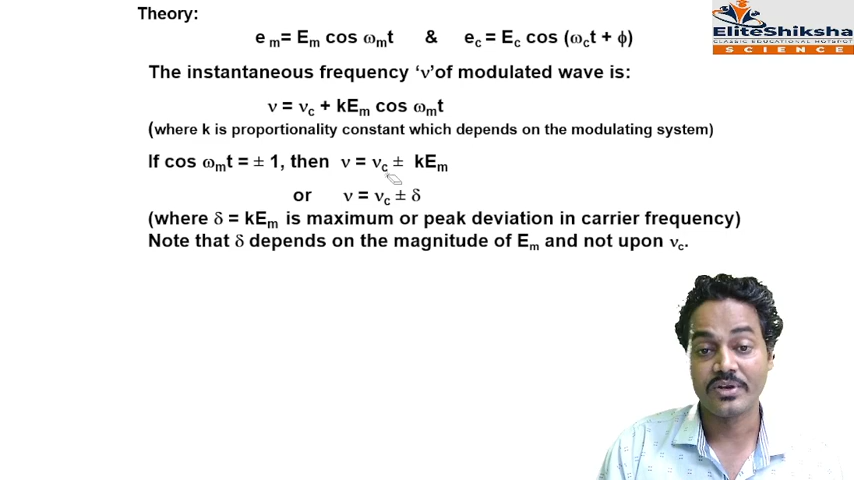 Theory:
EliteShiksha
CLASSIC EDUCATIONAL HOTSPOT
SCIENCE
e m= Em cos ωmt & ec = Ec cos (ωct + ϕ)
The instantaneous frequency ‘ν’of modulated wave is:
ν = νc + kEm cos ωmt
(where k is proportionality constant which depends on the modulating system)
If cos ωmt = ± 1, then ν = νc ± kEm
or ν = νc ± δ
(where δ = kEm is maximum or peak deviation in carrier frequency)
Note that δ depends on the magnitude of Em and not upon νc.